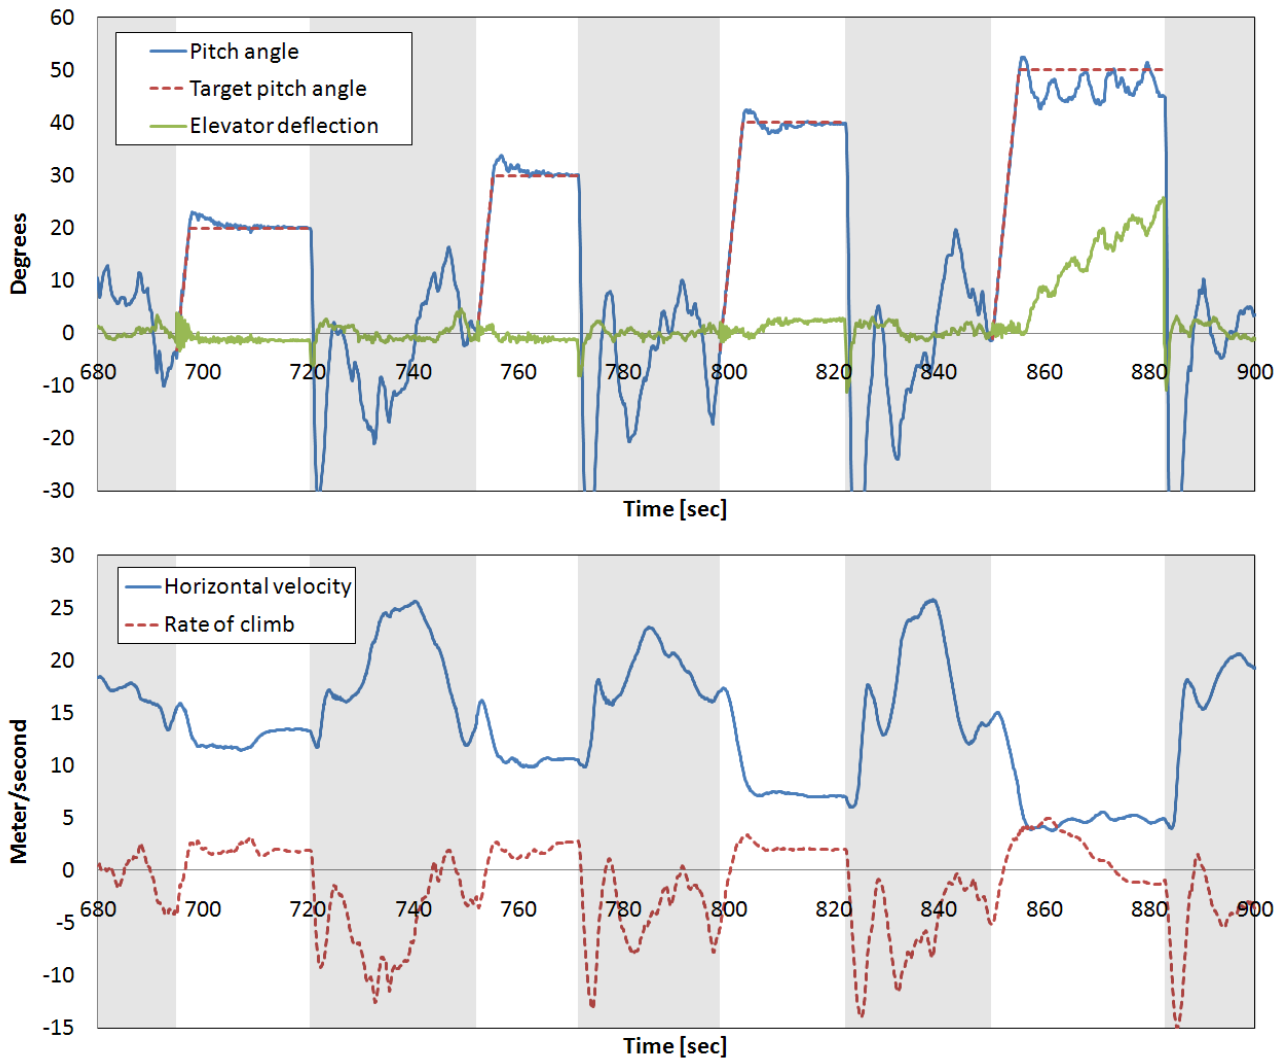 60
50
40
30
20
10
0
-10
-20
-30
Degrees
Pitch angle
Target pitch angle
Elevator deflection
680 700 720 740 760 780 800 820 840 860 880 900
Time [sec]
30
25
20
15
10
5
0
-5
-10
-15
Meter/second
Horizontal velocity
Rate of climb
680 700 720 740 760 780 800 820 840 860 880 900
Time [sec]